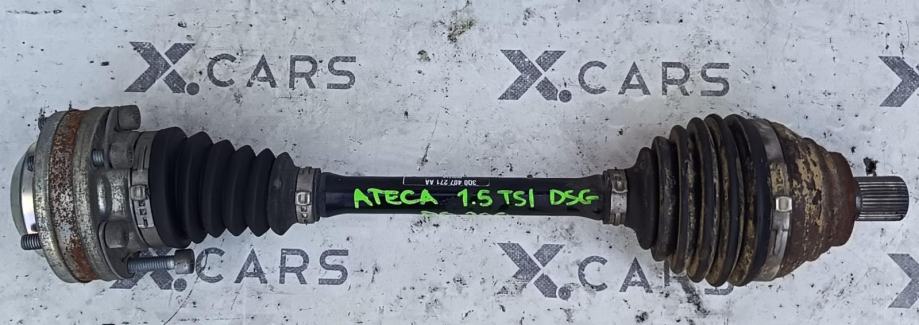 X.CARS
X.CARS
3Q0 407 271 AA
ATECA 1.5 TSI DSG
X.CARS
X.CARS